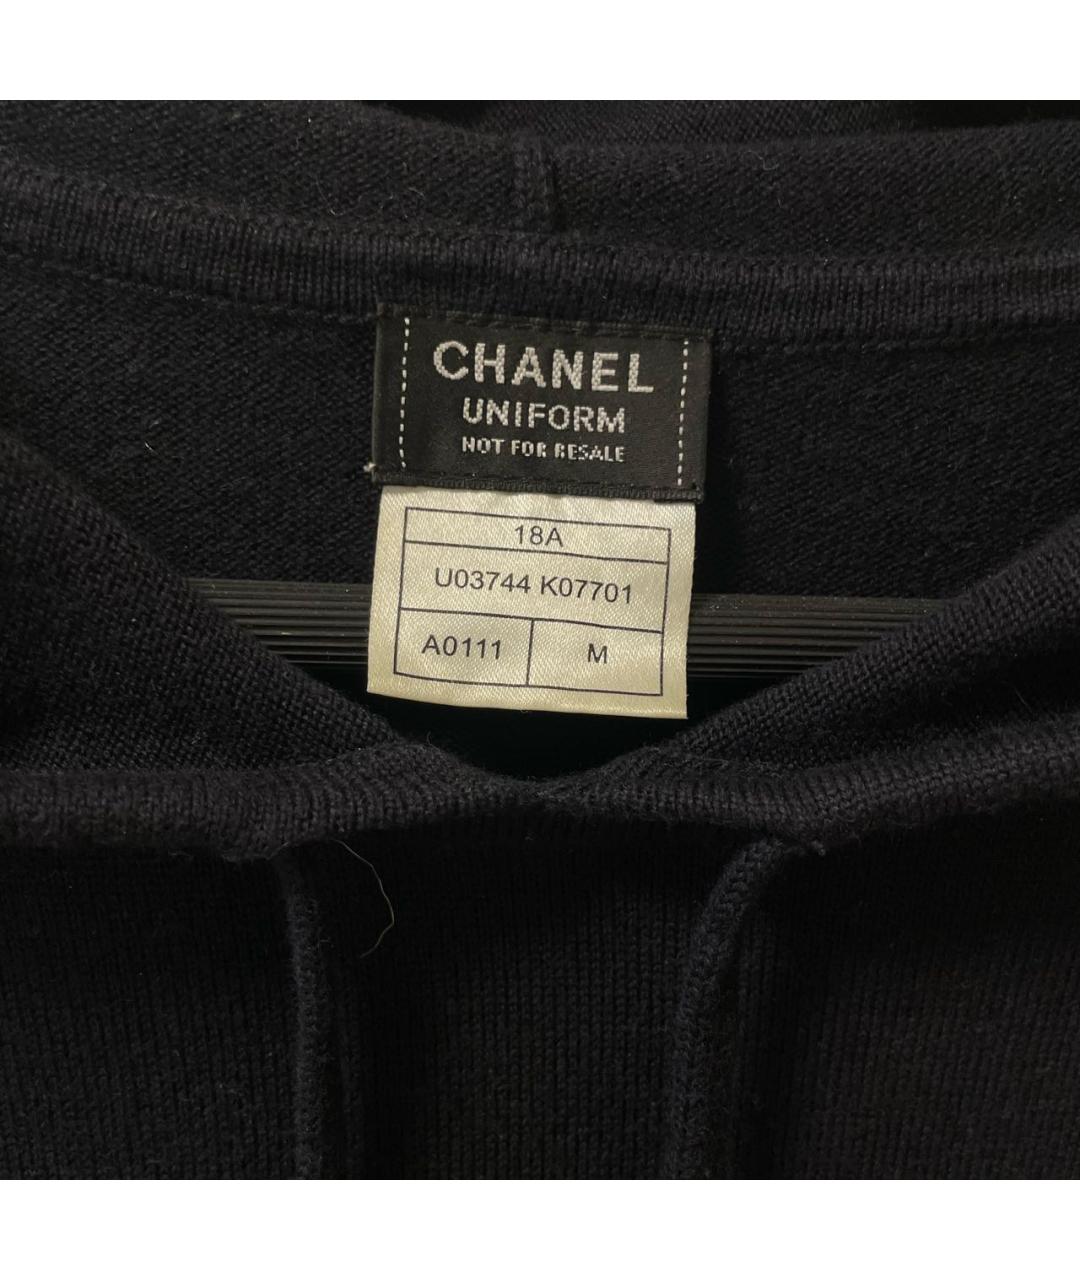 CHANEL
UNIFORM
NOT FOR RESALE
18A
U03744 K07701
A0111 M